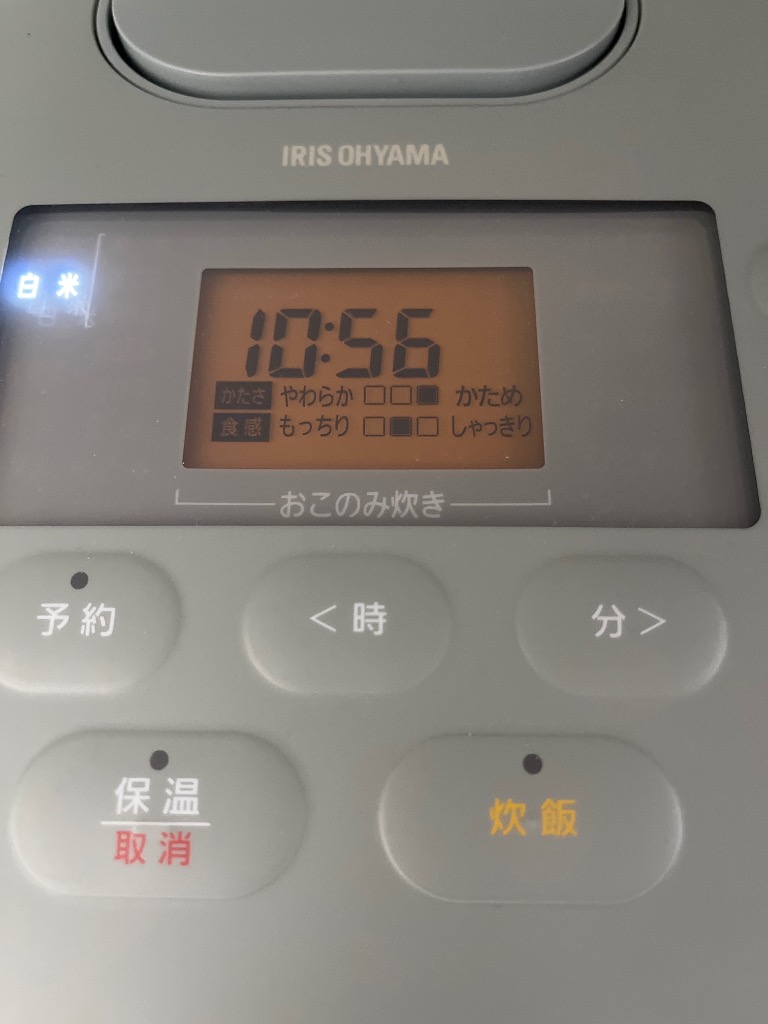 IRIS OHYAMA
白米
10:56
かたさ やわらか かため
食感 もっちり しゃっきり
おこのみ炊き
予約 <時 分>
保温 炊飯
取消